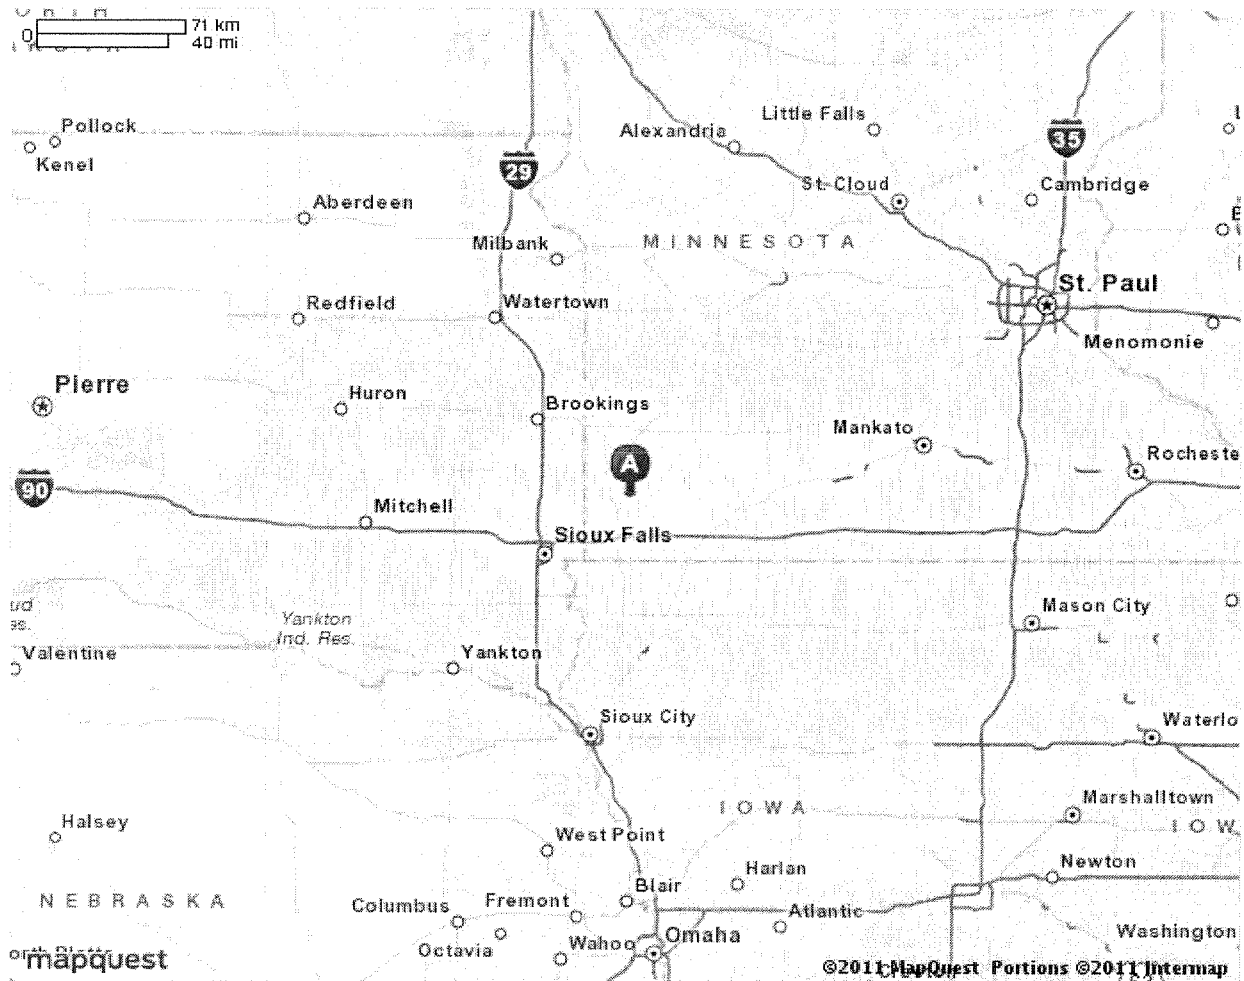 71 km
0
40 mi
Pollock
Kenel
Little Falls
Alexandria
35
29
St. Cloud
Cambridge
Aberdeen
Milbank
MINNESOTA
St. Paul
Redfield
Watertown
Menomonie
Pierre
Huron
Brookings
Mankato
A
Rocheste
90
Mitchell
Sioux Falls
Mason City
Yankton
Ind. Res.
Valentine
Yankton
Sioux City
Waterlo
IOWA
Marshalltown
IOW
Halsey
West Point
Harlan
Newton
NEBRASKA
Blair
Columbus
Fremont
Atlantic
Octavia
Wahoo
Omaha
Washington
mapquest
©2011 MapQuest Portions ©2011 Intermap